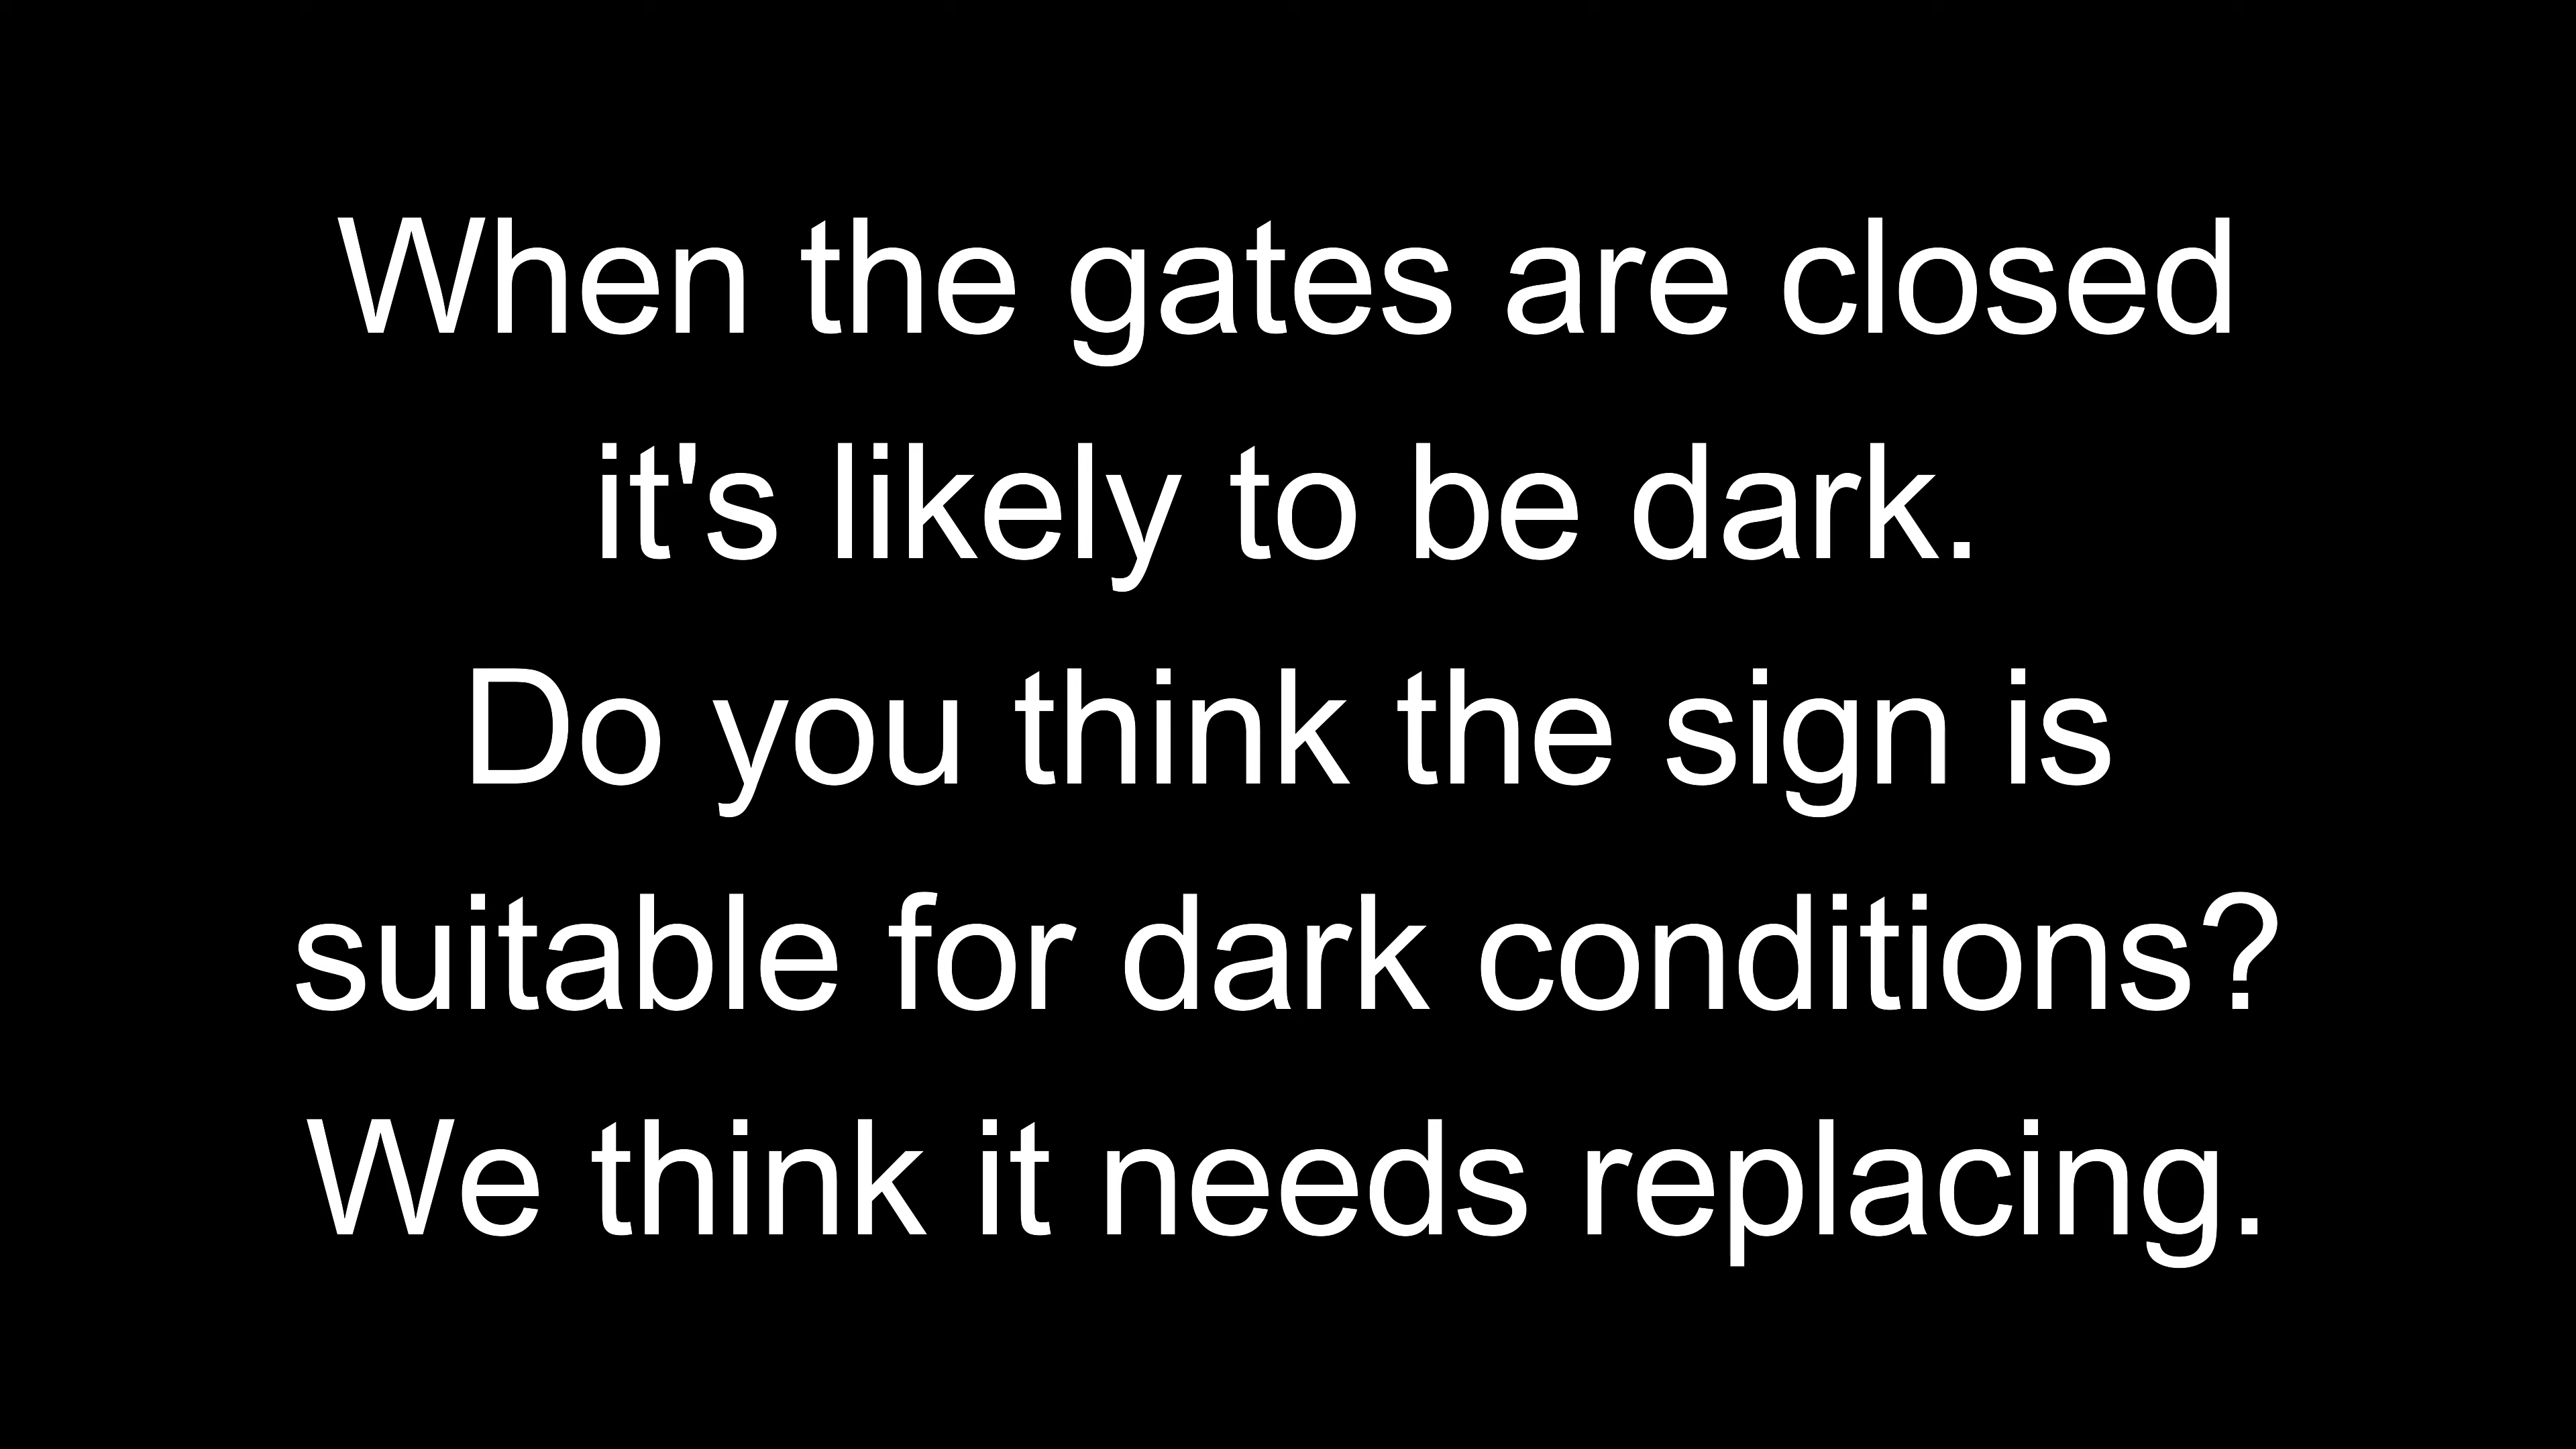 When the gates are closed
it's likely to be dark.
Do you think the sign is
suitable for dark conditions?
We think it needs replacing.